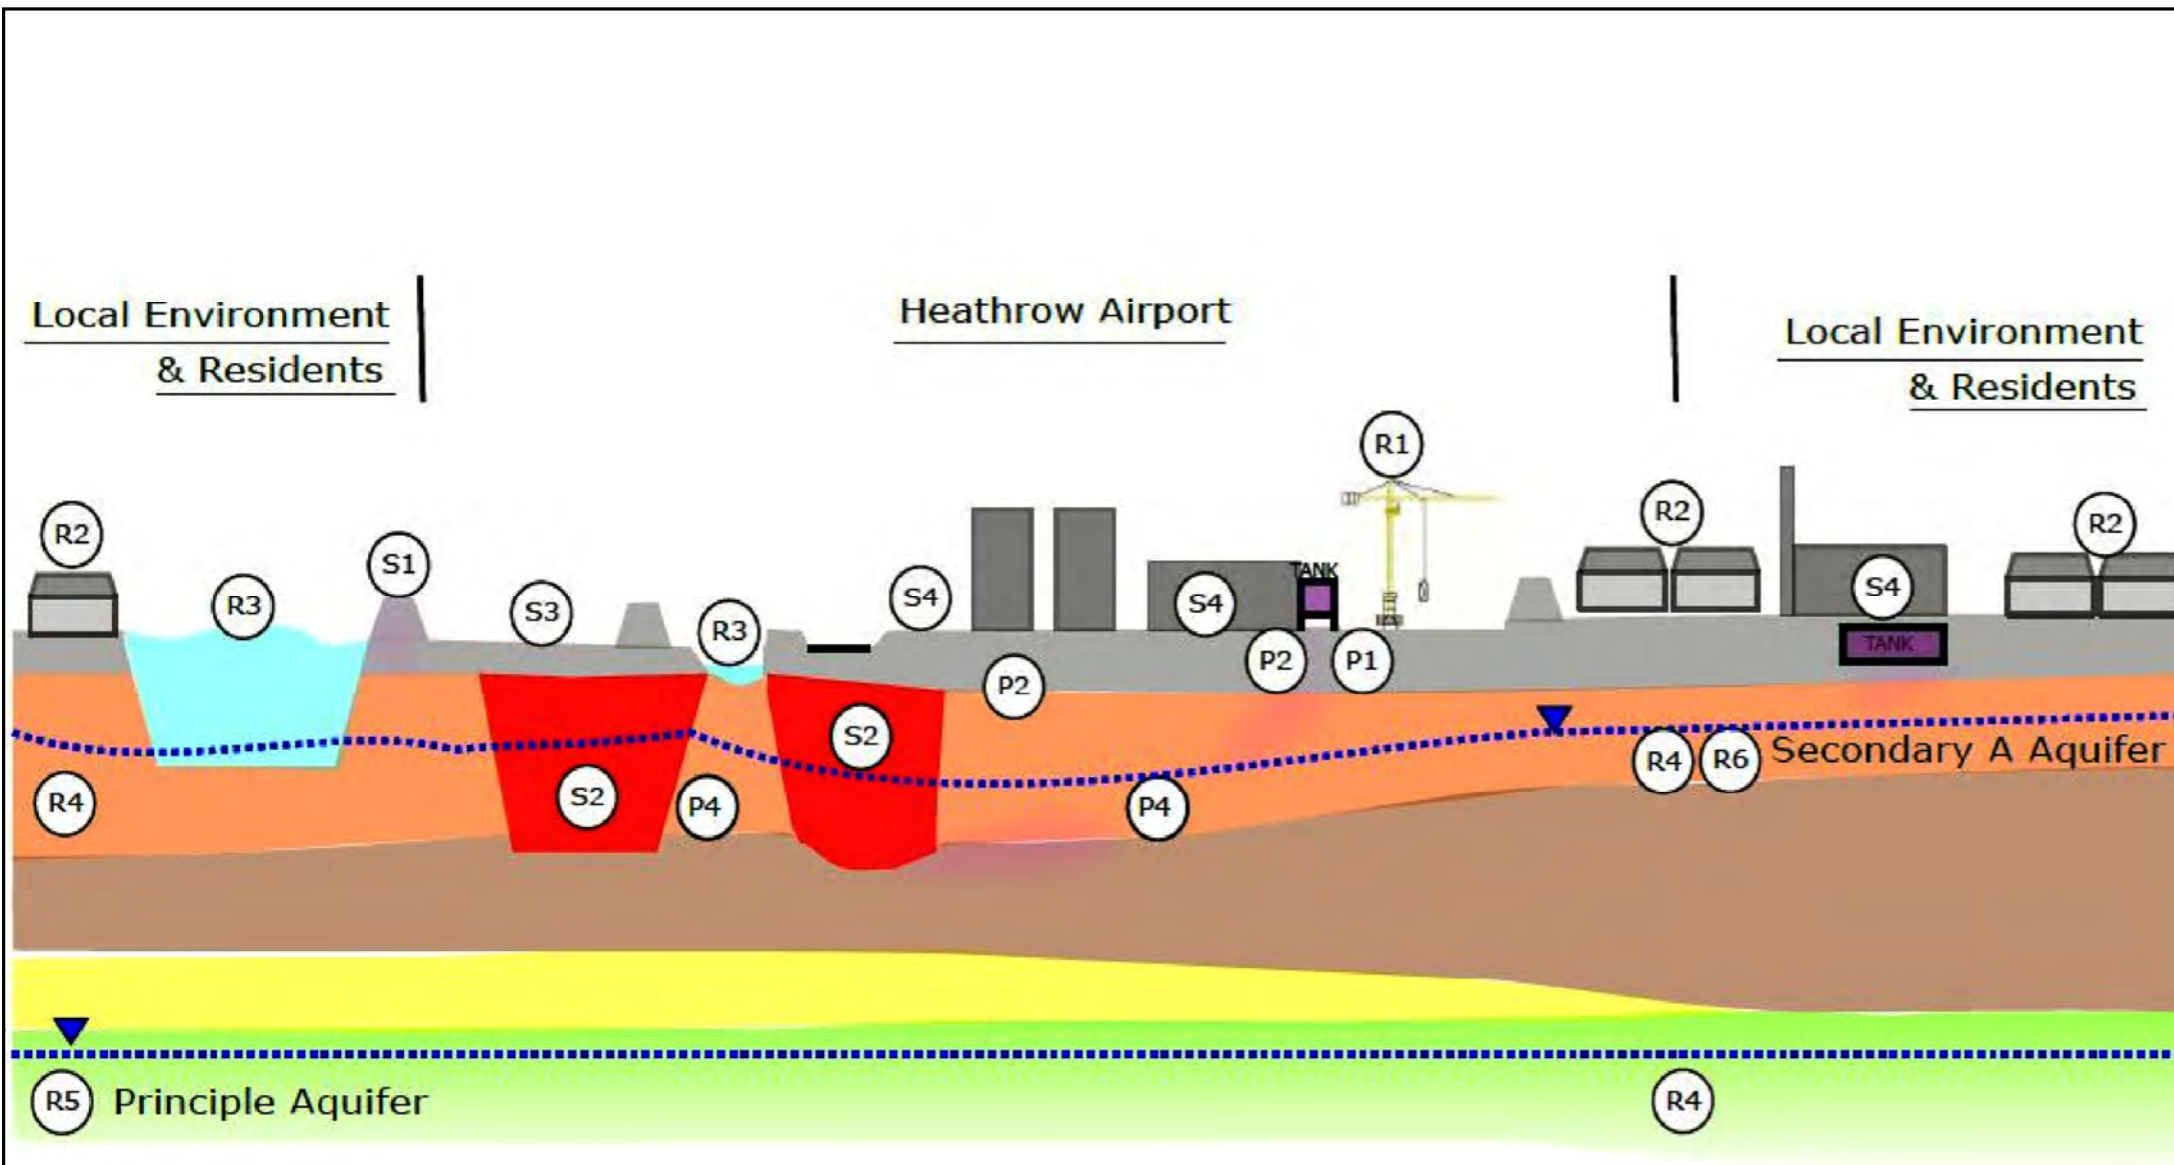 Local Environment
& Residents
Heathrow Airport
Local Environment
& Residents
R1
R2
R2
R2
S1
R3
S3
R3
S4
S4
TANK
S4
TANK
P2
P2
P1
S2
S2
R4
P4
P4
R4
R6
Secondary A Aquifer
R5
Principle Aquifer
R4